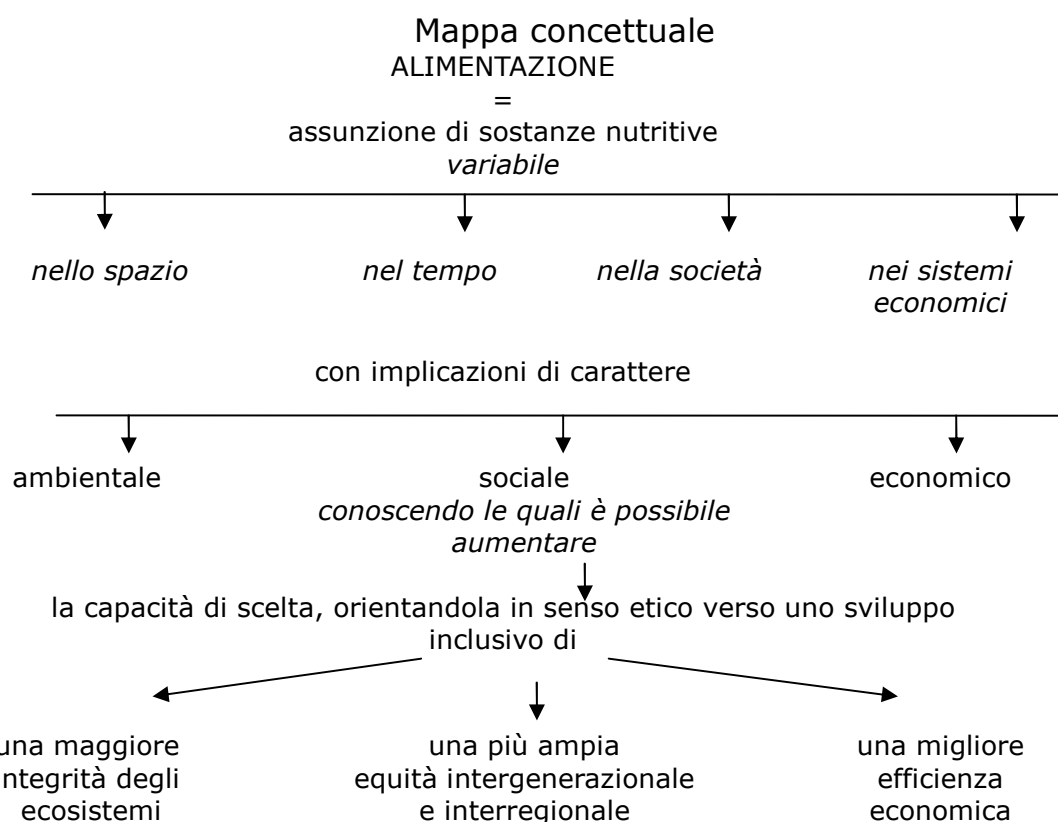 Mappa concettuale
ALIMENTAZIONE
=
assunzione di sostanze nutritive
variabile
nello spazio
nel tempo
nella società
nei sistemi
economici
con implicazioni di carattere
ambientale
sociale
economico
conoscendo le quali è possibile
aumentare
la capacità di scelta, orientandola in senso etico verso uno sviluppo
inclusivo di
una maggiore
integrità degli
ecosistemi
una più ampia
equità intergenerazionale
e interregionale
una migliore
efficienza
economica